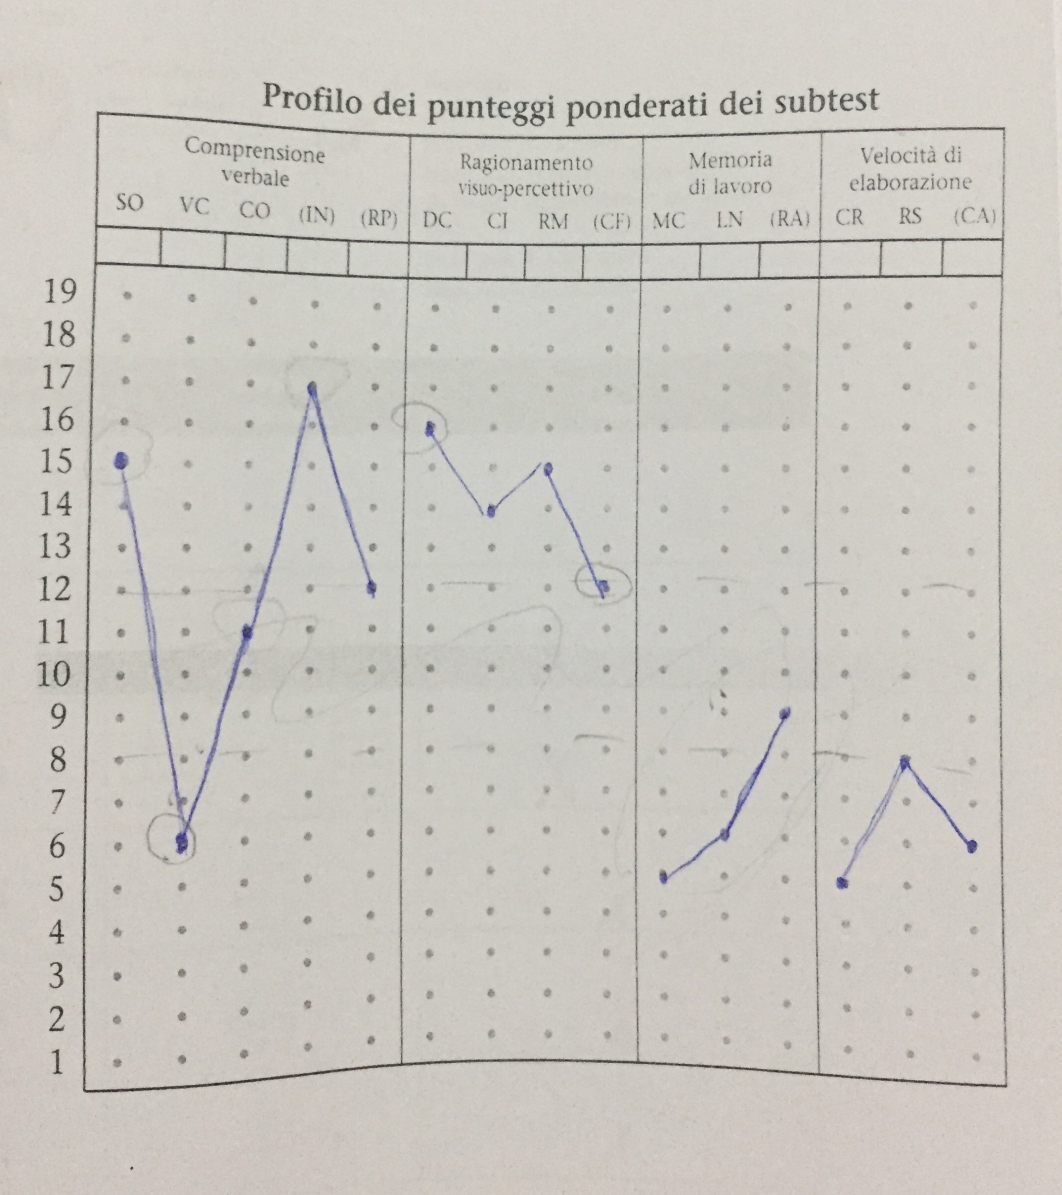 Profilo dei punteggi ponderati dei subtest
Comprensione
verbale
SO VC CO (IN) (RP)
Ragionamento
visuo-percettivo
DC CI RM (CF)
Memoria
di lavoro
MC LN (RA)
Velocità di
elaborazione
CR RS (CA)
19
18
17
16
15
14
13
12
11
10
9
8
7
6
5
4
3
2
1